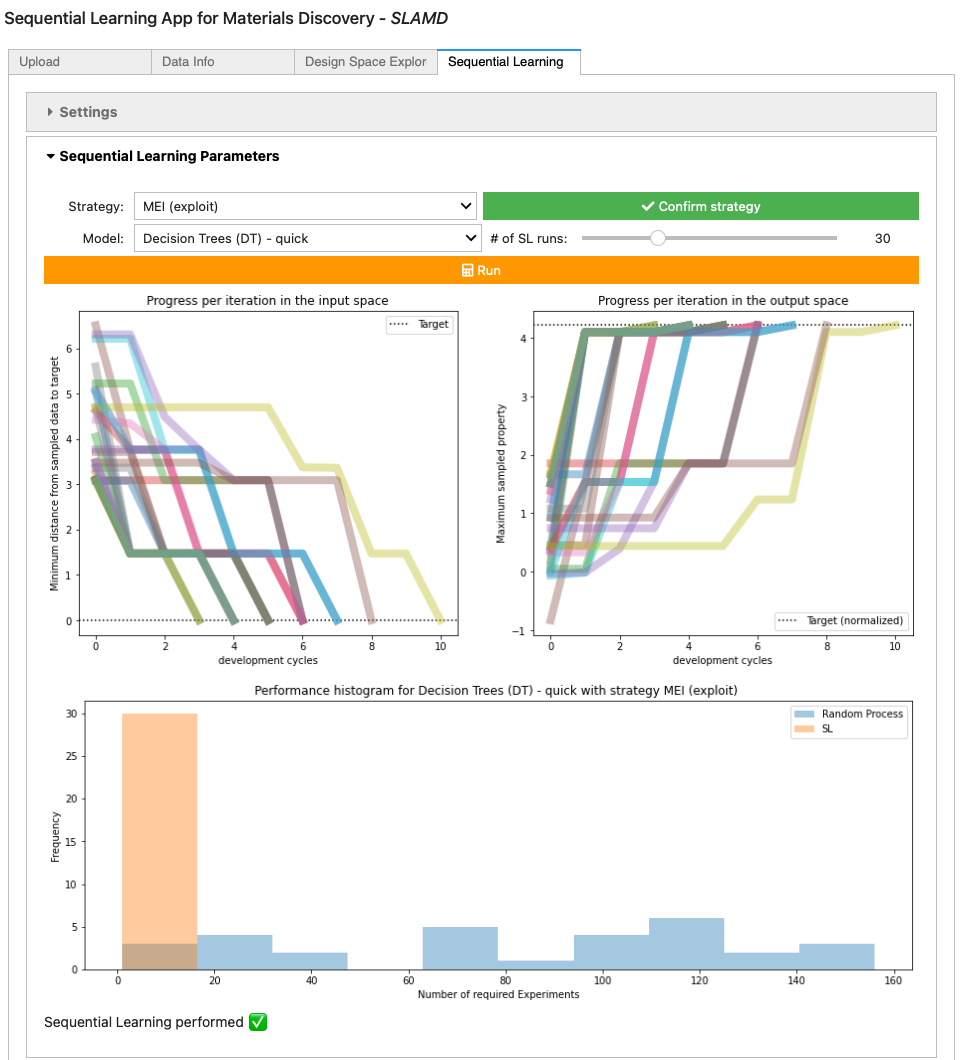 Sequential Learning App for Materials Discovery - SLAMD
Upload
Data Info
Design Space Explor
Sequential Learning
Settings
Sequential Learning Parameters
Strategy:
MEI (exploit)
Confirm strategy
Model:
Decision Trees (DT) - quick
# of SL runs:
30
Run
Progress per iteration in the input space
Target
Minimum distance from sampled data to target
6
5
4
3
2
1
0
0
2
4
6
8
10
development cycles
Progress per iteration in the output space
Maximum sampled property
4
3
2
1
0
−1
Target (normalized)
0
2
4
6
8
10
development cycles
Performance histogram for Decision Trees (DT) - quick with strategy MEI (exploit)
Random Process
SL
Frequency
30
25
20
15
10
5
0
0
20
40
60
80
100
120
140
160
Number of required Experiments
Sequential Learning performed ✅